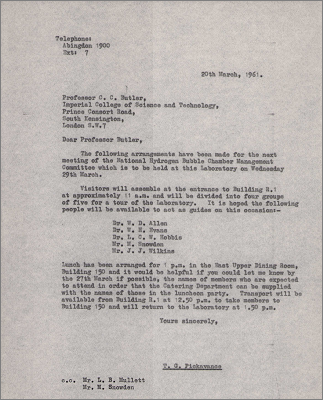 Telephone:
Abingdon 1900
Ext: 7
20th March, 1961.
Professor C. C. Butler,
Imperial College of Science and Technology,
Prince Consort Road,
South Kensington,
London S.W.7
Dear Professor Butler,
The following arrangements have been made for the next
meeting of the National Hydrogen Bubble Chamber Management
Committee which is to be held at this Laboratory on Wednesday
29th March.
Visitors will assemble at the entrance to Building R.1
at approximately 11 a.m. and will be divided into four groups
of five for a tour of the Laboratory. It is hoped the following
people will be available to act as guides on this occasion:-
Dr. W. D. Allen
Dr. W. H. Evans
Dr. L. C. W. Hobbis
Mr. M. Snowden
Mr. J. J. Wilkins
Lunch has been arranged for 1 p.m. in the East Upper Dining Room,
Building 150 and it would be helpful if you could let me know by
the 27th March if possible, the names of members who are expected
to attend in order that the Catering Department can be supplied
with the names of those in the luncheon party. Transport will be
available from Building R.1 at 12.50 p.m. to take members to
Building 150 and will return to the Laboratory at 1.50 p.m.
Yours sincerely,
T. G. Pickavance
c.c. Mr. L. B. Mullett
Mr. M. Snowden